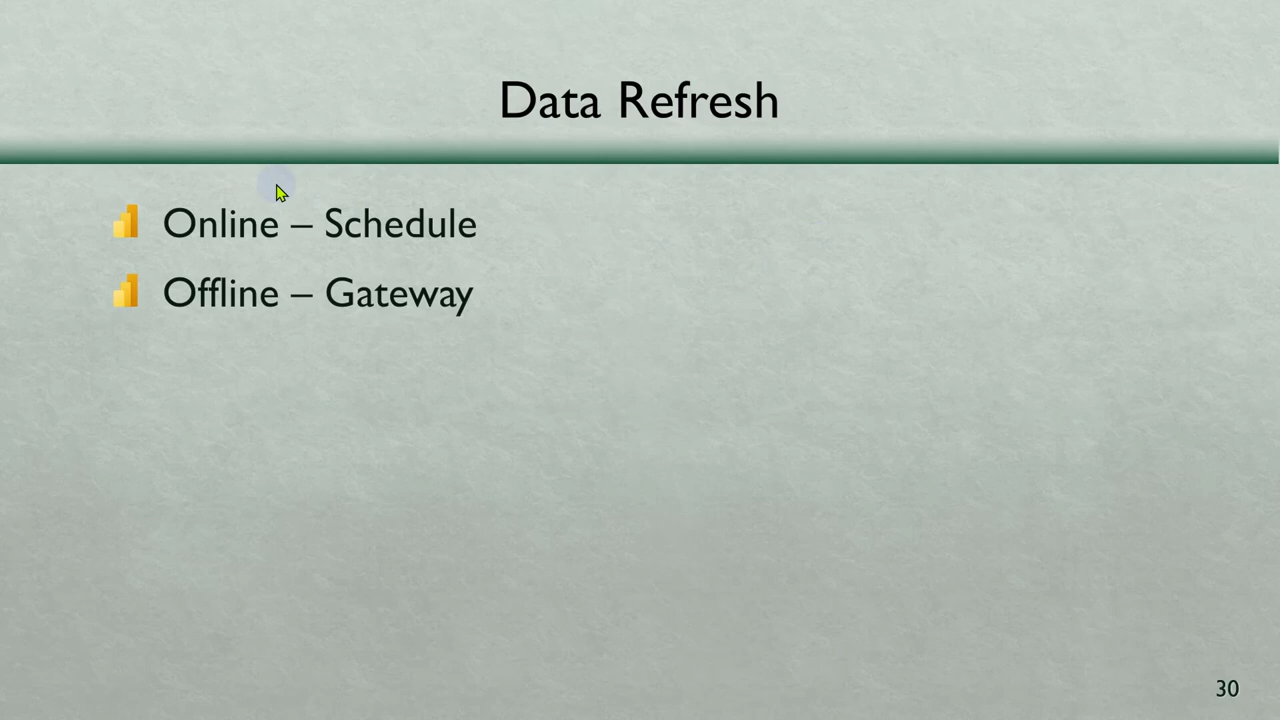 Data Refresh
Online – Schedule
Offline – Gateway
30